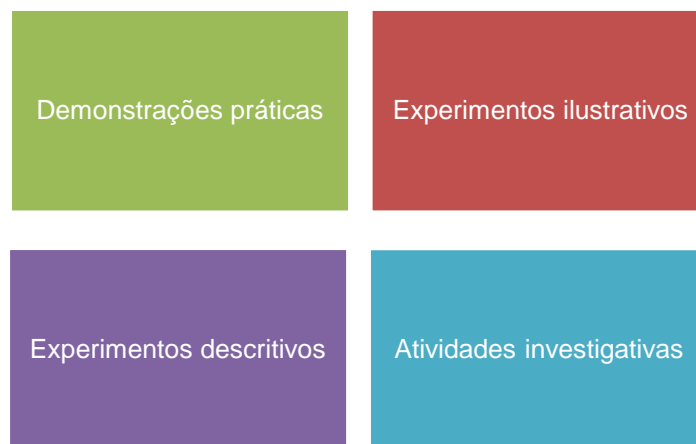 Demonstrações práticas
Experimentos ilustrativos
Experimentos descritivos
Atividades investigativas